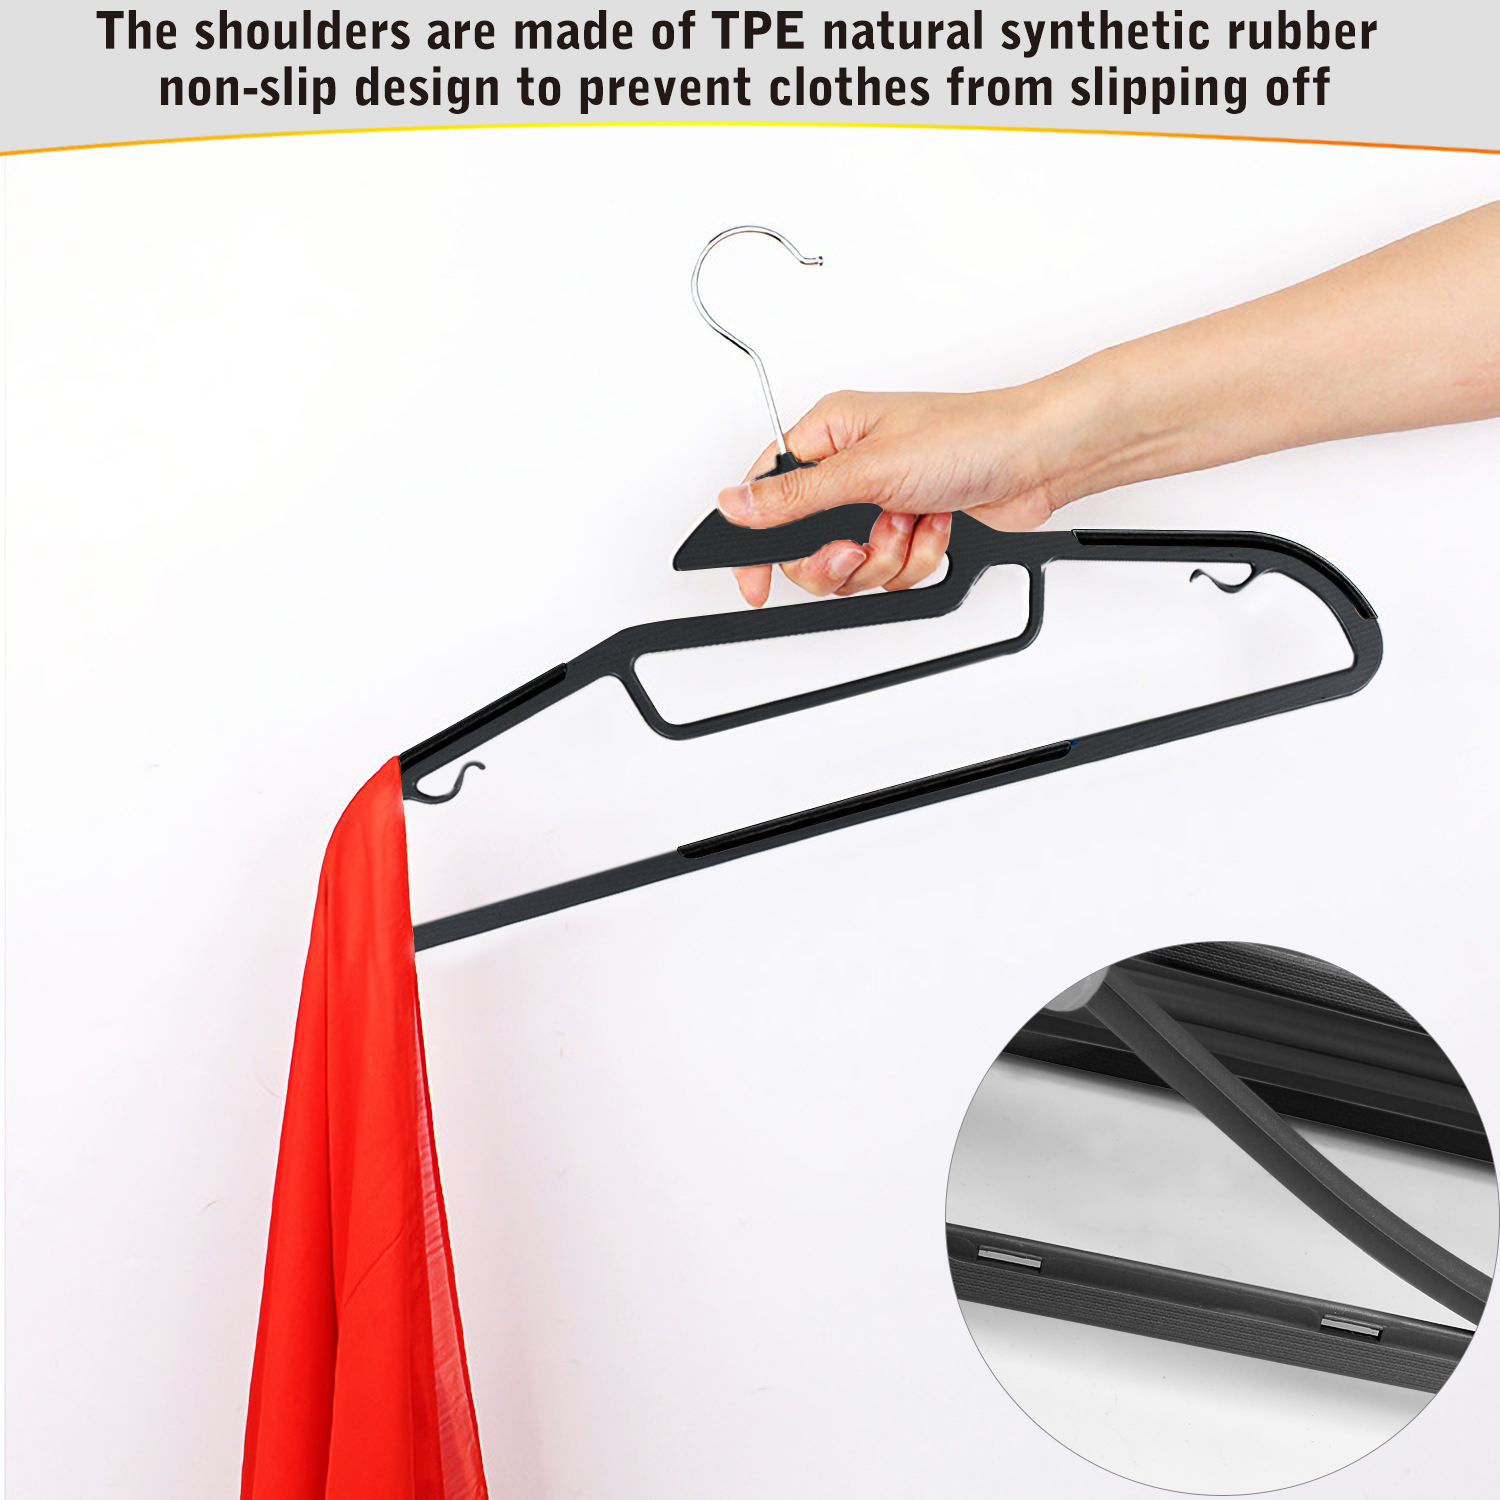 The shoulders are made of TPE natural synthetic rubber
non-slip design to prevent clothes from slipping off